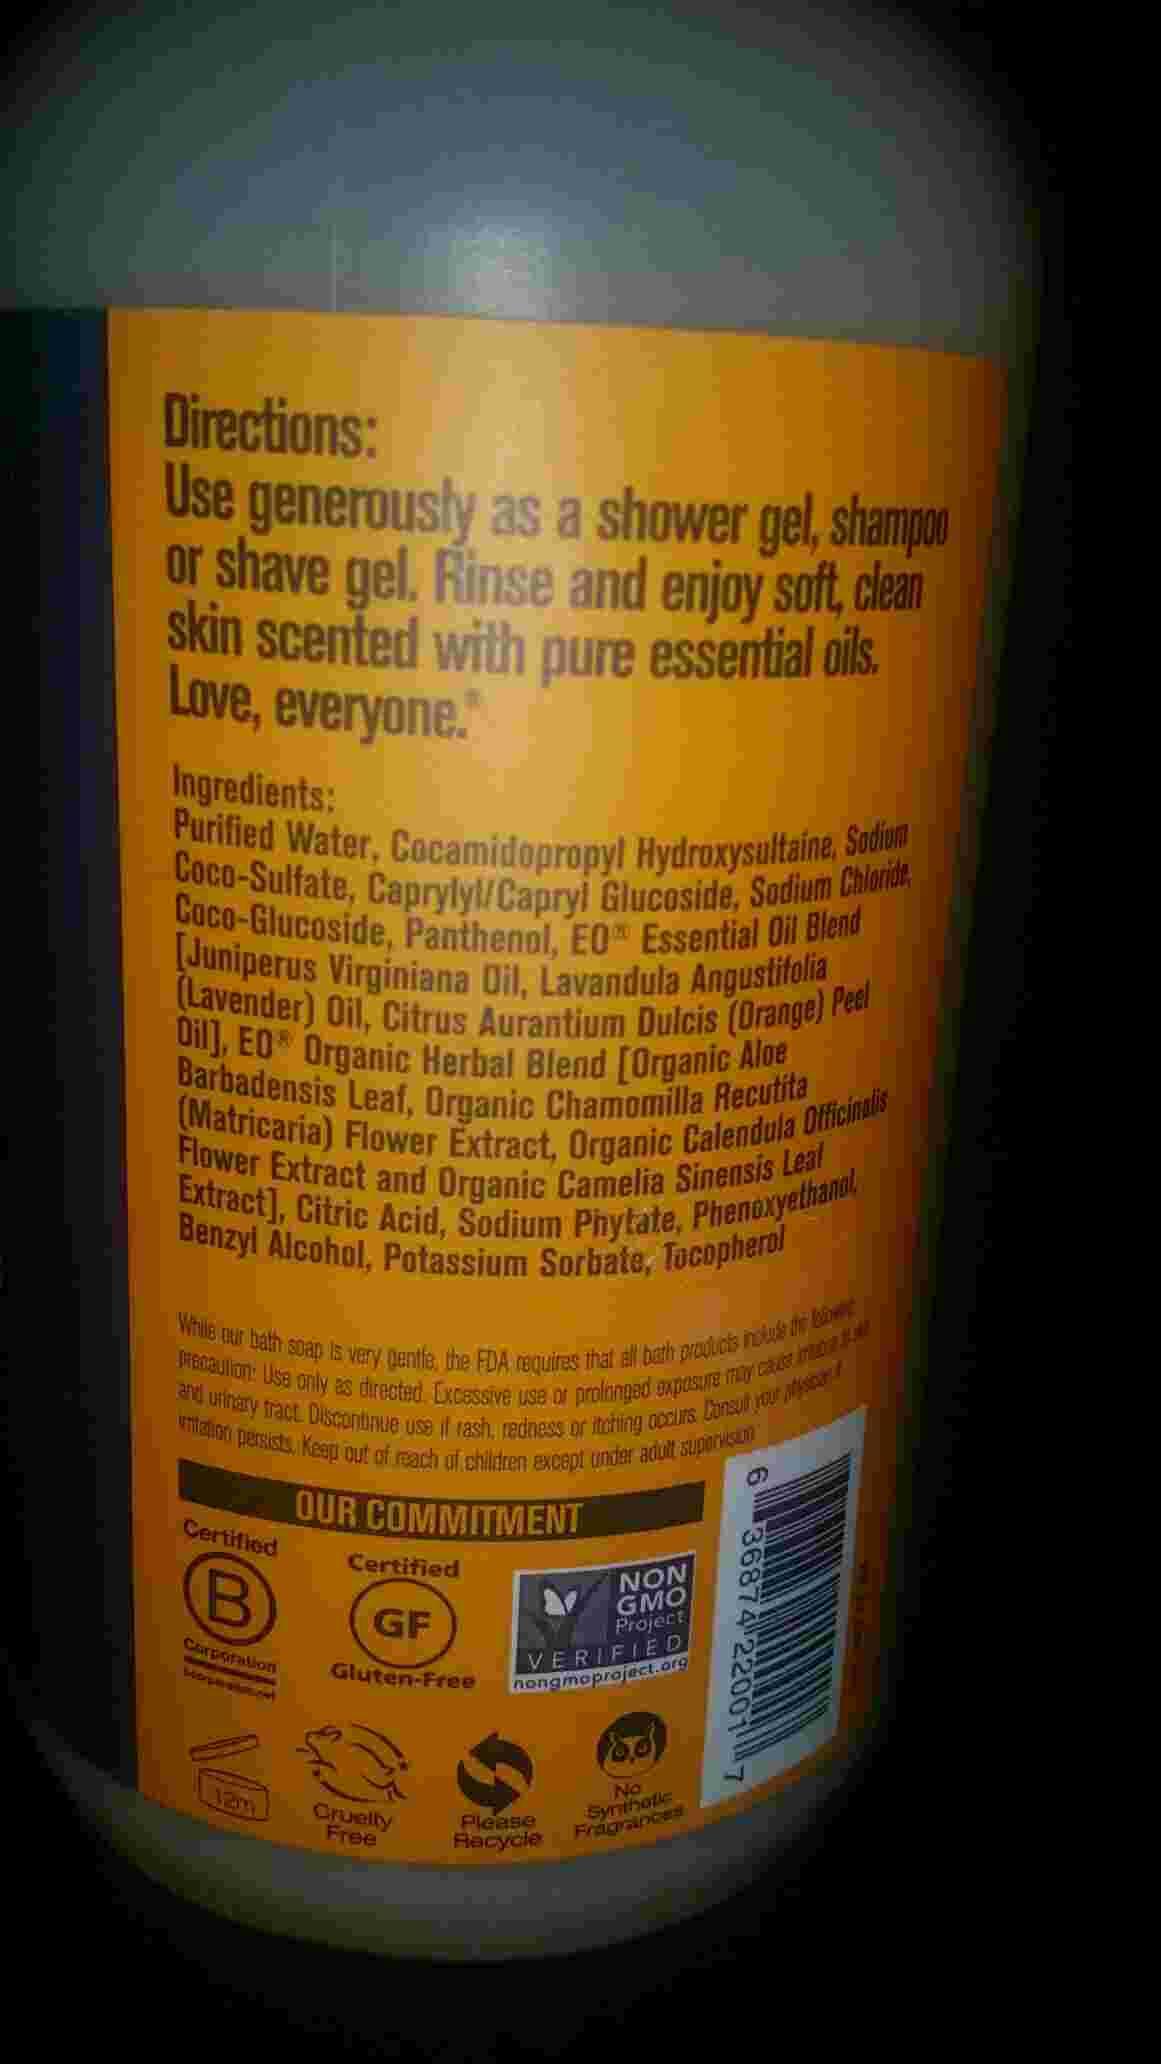 Directions:
Use generously as a shower gel, shampoo
or shave gel. Rinse and enjoy soft, clean
skin scented with pure essential oils.
Love, everyone.®
Ingredients:
Purified Water, Cocamidopropyl Hydroxysultaine, Sodium
Coco-Sulfate, Caprylyl/Capryl Glucoside, Sodium Chloride,
Coco-Glucoside, Panthenol, EO® Essential Oil Blend
[Juniperus Virginiana Oil, Lavandula Angustifolia
(Lavender) Oil, Citrus Aurantium Dulcis (Orange) Peel
Oil], EO® Organic Herbal Blend [Organic Aloe
Barbadensis Leaf, Organic Chamomilla Recutita
(Matricaria) Flower Extract, Organic Calendula Officinalis
Flower Extract and Organic Camelia Sinensis Leaf
Extract], Citric Acid, Sodium Phytate, Phenoxyethanol,
Benzyl Alcohol, Potassium Sorbate, Tocopherol
While our bath soap is very gentle, the FDA requires that all bath products include the following
precaution: Use only as directed. Excessive use or prolonged exposure may cause irritation to skin
and urinary tract. Discontinue use if rash, redness or itching occurs. Consult your physician if
irritation persists. Keep out of reach of children except under adult supervision.
OUR COMMITMENT
Certified
B
Corporation
Certified
GF
Gluten-Free
NON
GMO
Project
VERIFIED
nongmoproject.org
12m
Cruelty
Free
Please
Recycle
No
Synthetic
Fragrances
6 36874 22001 7